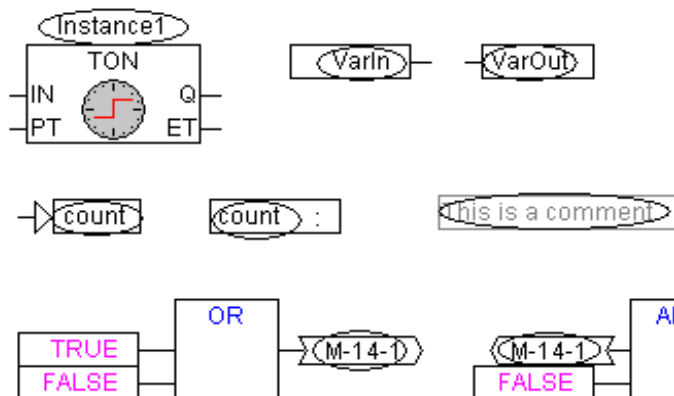 Instance1
TON
IN Q
PT ET
VarIn
VarOut
count
count :
This is a comment
OR
TRUE
FALSE
M-14-1
M-14-1
FALSE